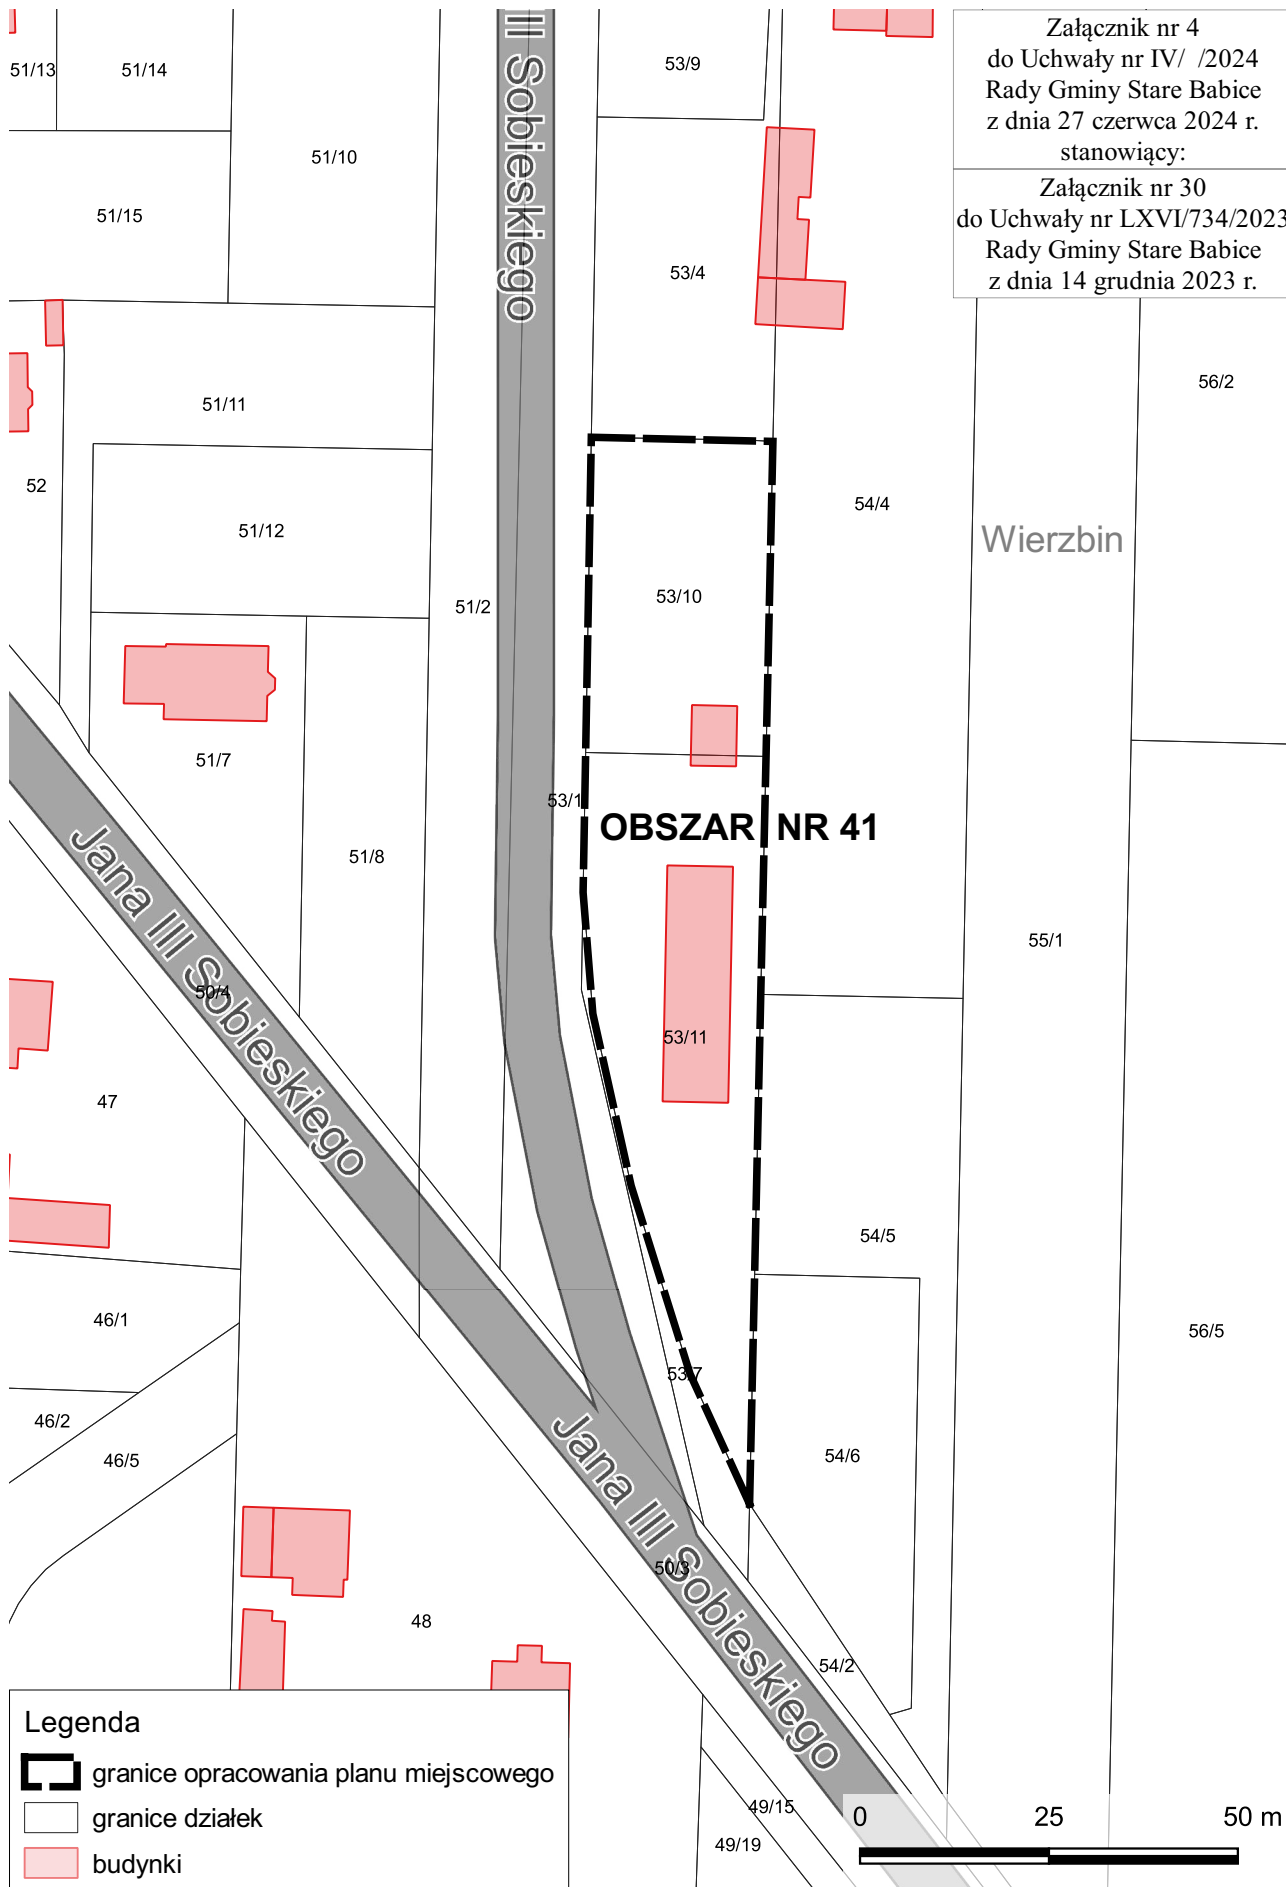 Załącznik nr 4
do Uchwały nr IV/ /2024
Rady Gminy Stare Babice
z dnia 27 czerwca 2024 r.
stanowiący:
Załącznik nr 30
do Uchwały nr LXVI/734/2023
Rady Gminy Stare Babice
z dnia 14 grudnia 2023 r.
51/13
51/14
53/9
II Sobieskiego
51/10
51/15
53/4
56/2
51/11
52
54/4
51/12
Wierzbin
53/10
51/2
51/7
53/1
OBSZAR NR 41
51/8
Jana III Sobieskiego
55/1
50/4
53/11
47
54/5
46/1
56/5
53/7
46/2
46/5
54/6
Jana III Sobieskiego
50/3
48
54/2
49/15
49/19
Legenda
granice opracowania planu miejscowego
granice działek
budynki
0 25 50 m